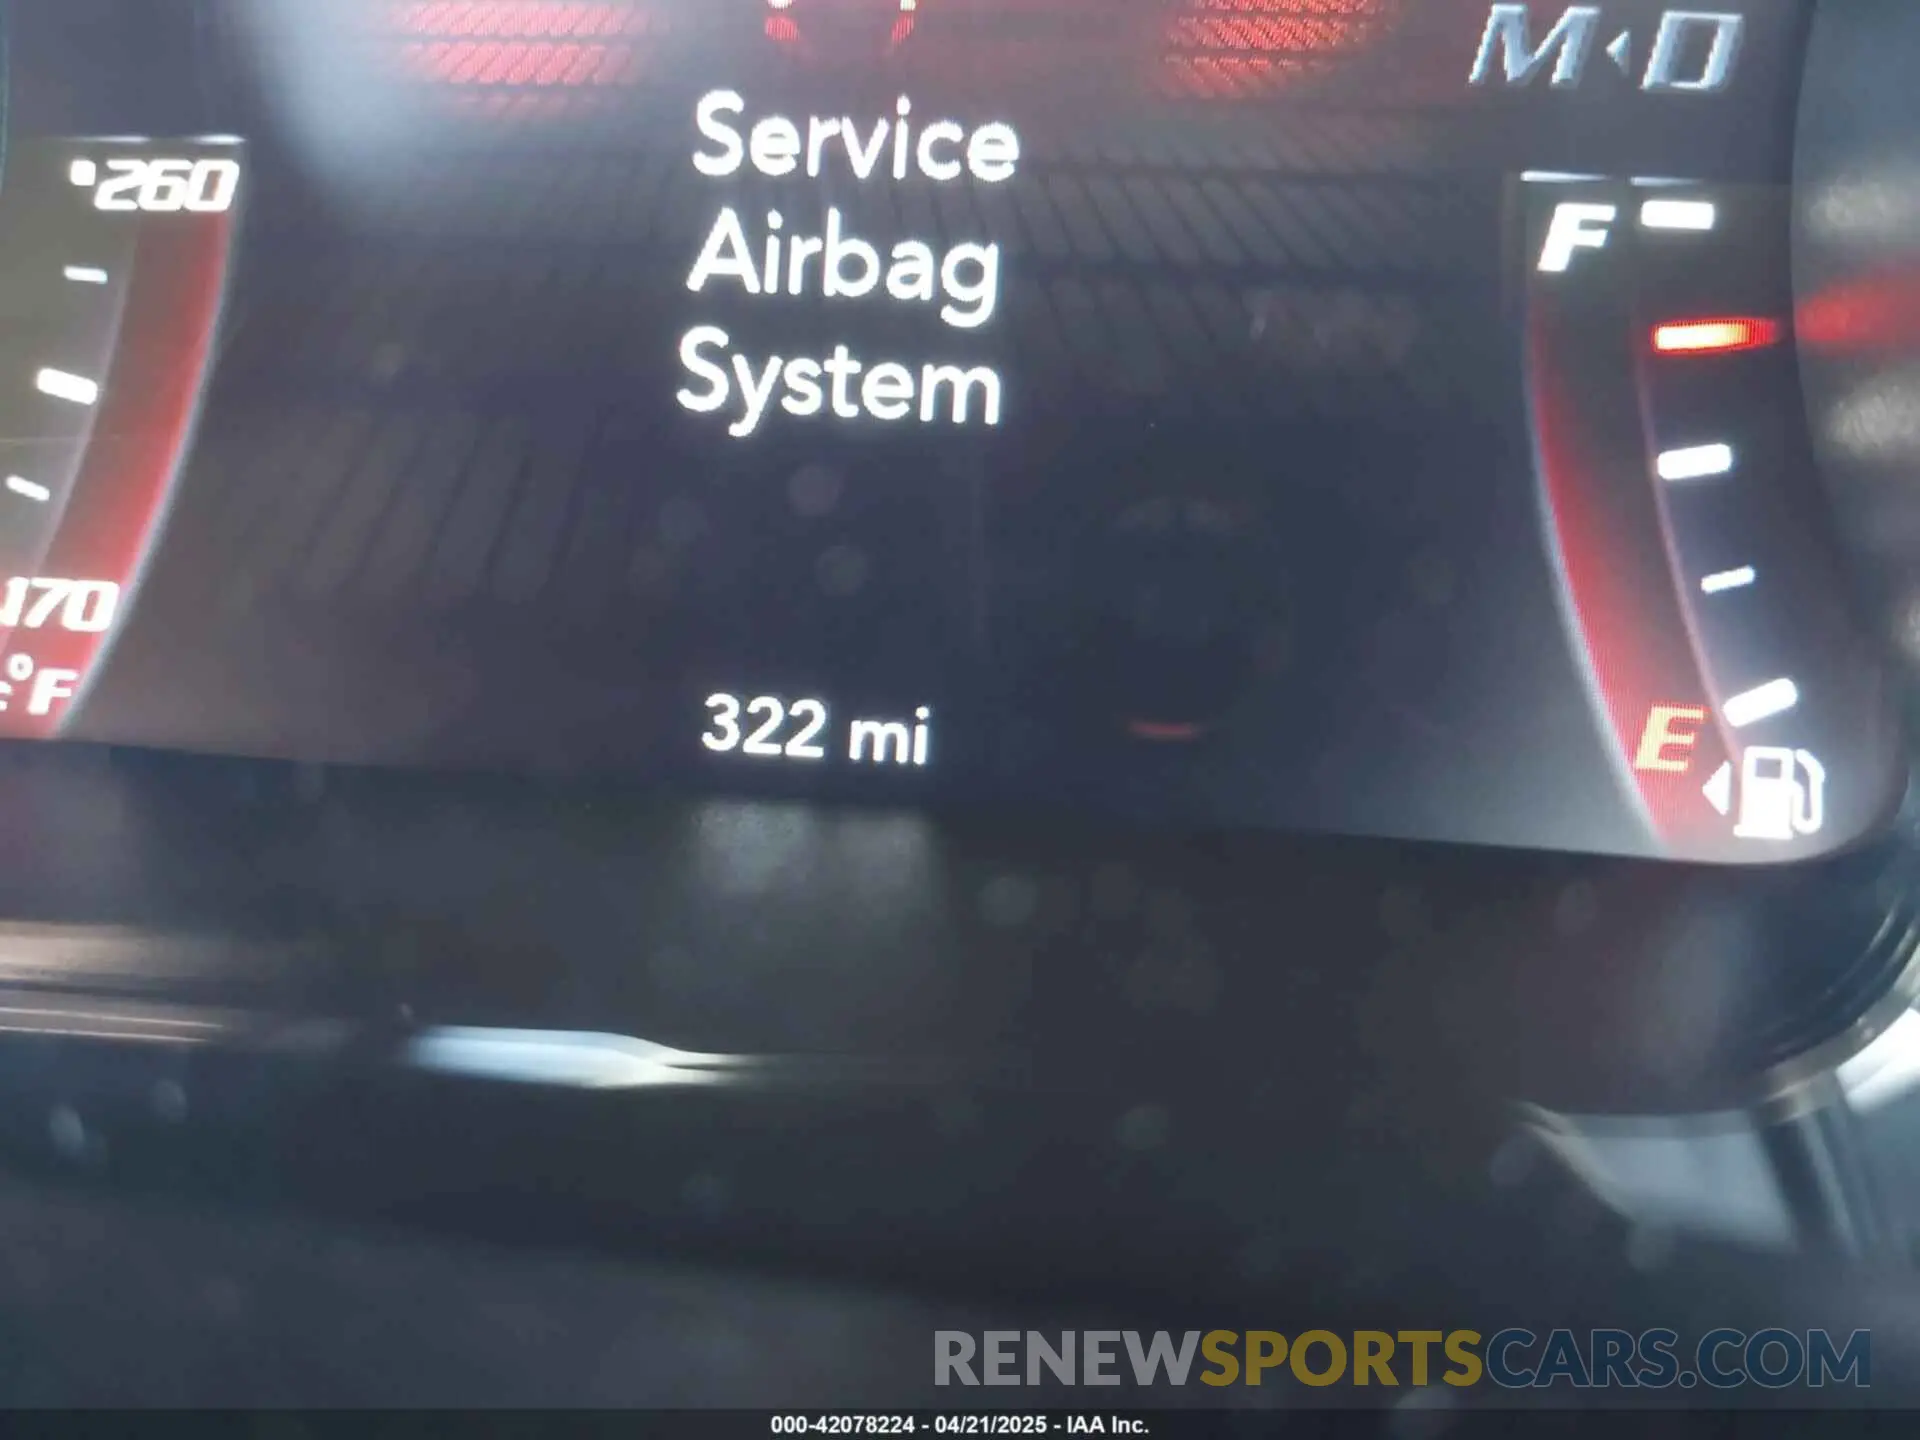 M D
Service
260
Airbag
F
System
170
°F
322 mi
E
RENEWSPORTSCARS.COM
000-42078224 - 04/21/2025 - IAA Inc.